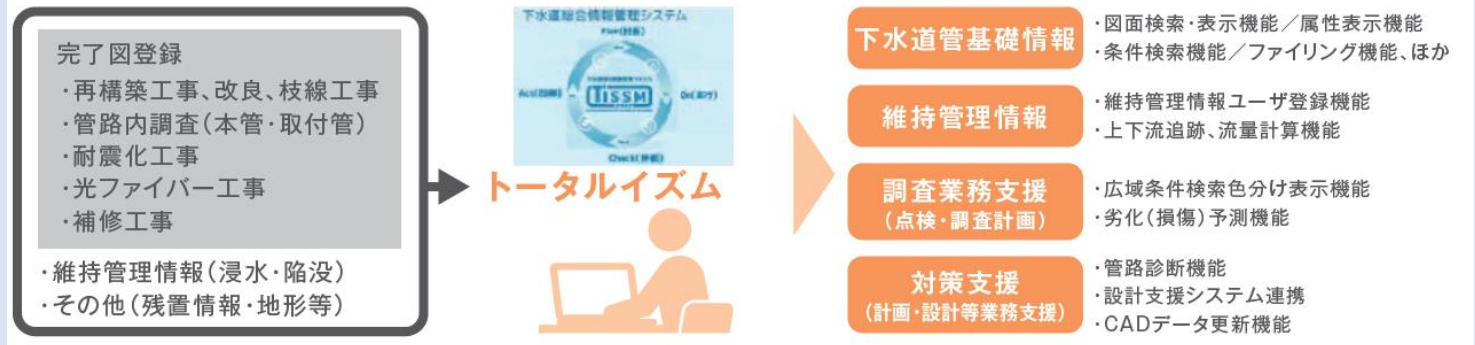 完了図登録
・再構築工事、改良、枝線工事
・管路内調査(本管・取付管)
・耐震化工事
・光ファイバー工事
・補修工事
・維持管理情報(浸水・陥没)
・その他(残置情報・地形等)
下水道総合情報管理システム
Plan(計画)
TISSM
Check(評価)
トータルイズム
下水道管基礎情報
・図面検索・表示機能／属性表示機能
・条件検索機能／ファイリング機能、ほか
維持管理情報
・維持管理情報ユーザ登録機能
・上下流追跡、流量計算機能
調査業務支援
(点検・調査計画)
・広域条件検索色分け表示機能
・劣化(損傷)予測機能
対策支援
(計画・設計等業務支援)
・管路診断機能
・設計支援システム連携
・CADデータ更新機能